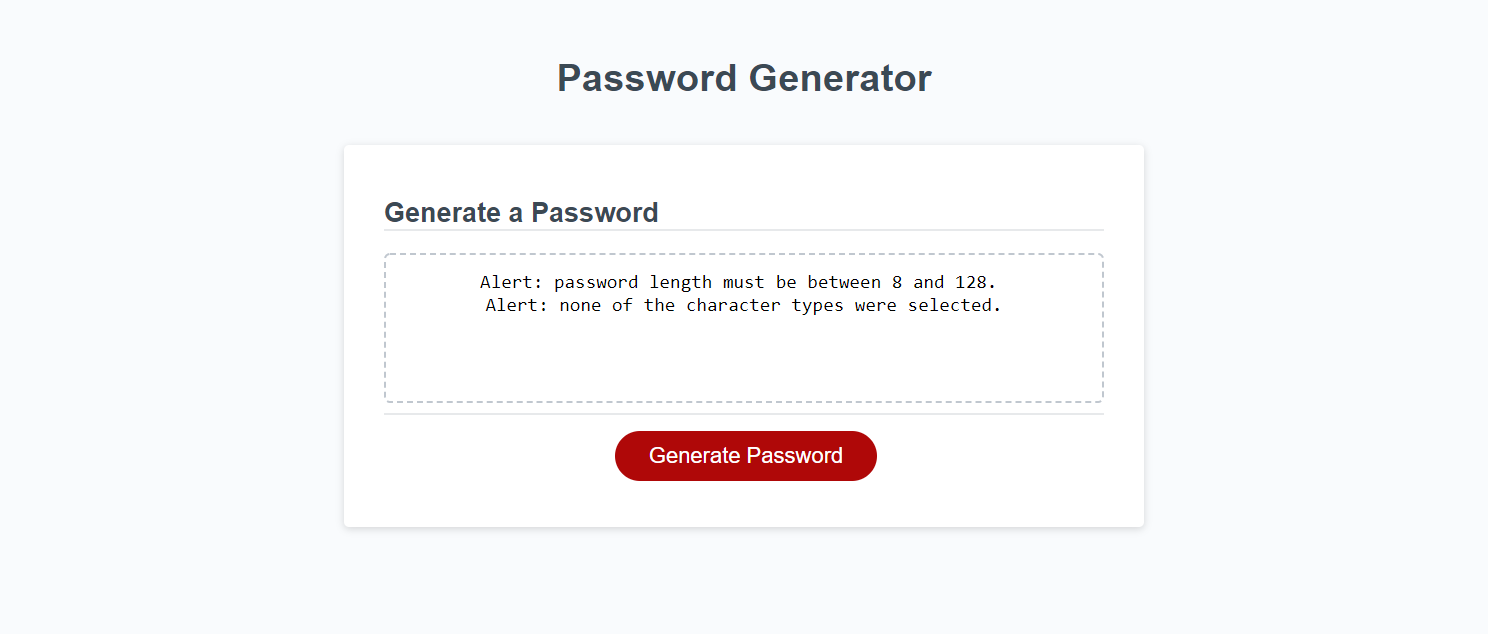 Password Generator
Generate a Password
Alert: password length must be between 8 and 128.
Alert: none of the character types were selected.
Generate Password